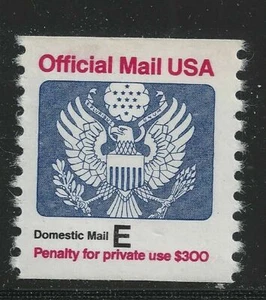 Official Mail USA
Domestic Mail E
Penalty for private use $300